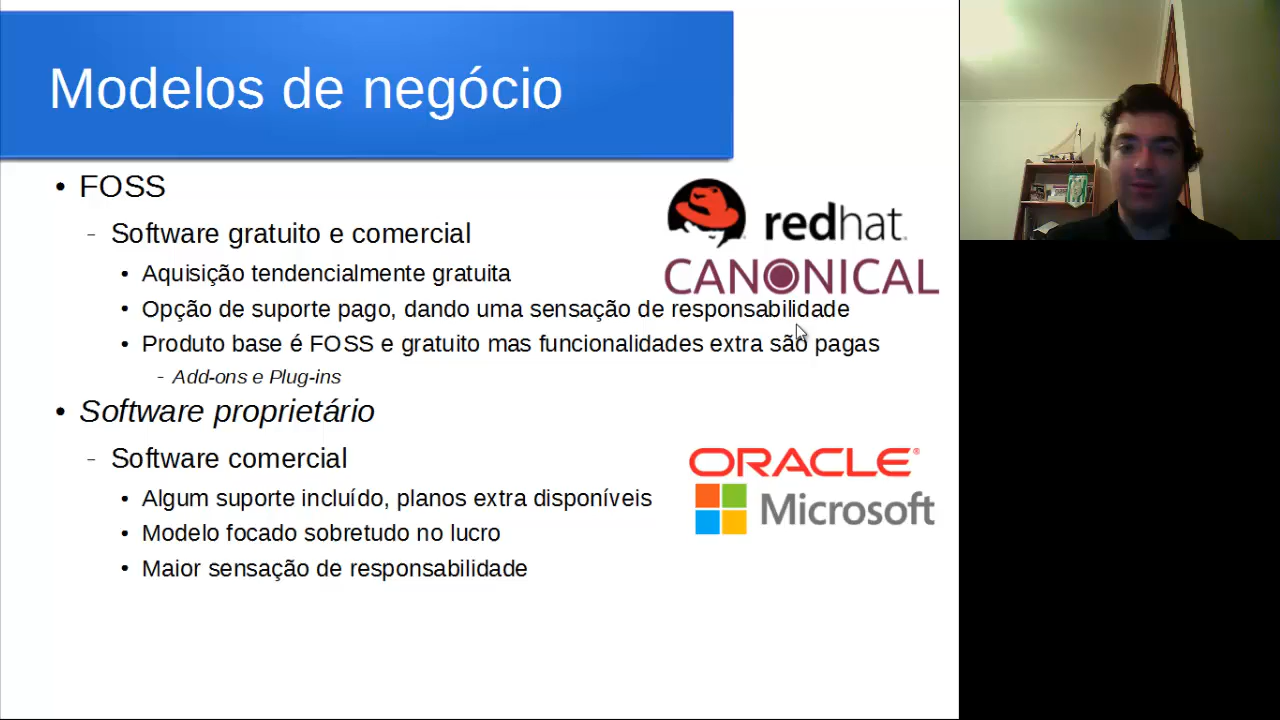 Modelos de negócio
• FOSS
– Software gratuito e comercial
• Aquisição tendencialmente gratuita
• Opção de suporte pago, dando uma sensação de responsabilidade
• Produto base é FOSS e gratuito mas funcionalidades extra são pagas
– Add-ons e Plug-ins
redhat.
CANONICAL
• Software proprietário
– Software comercial
• Algum suporte incluído, planos extra disponíveis
• Modelo focado sobretudo no lucro
• Maior sensação de responsabilidade
ORACLE®
Microsoft